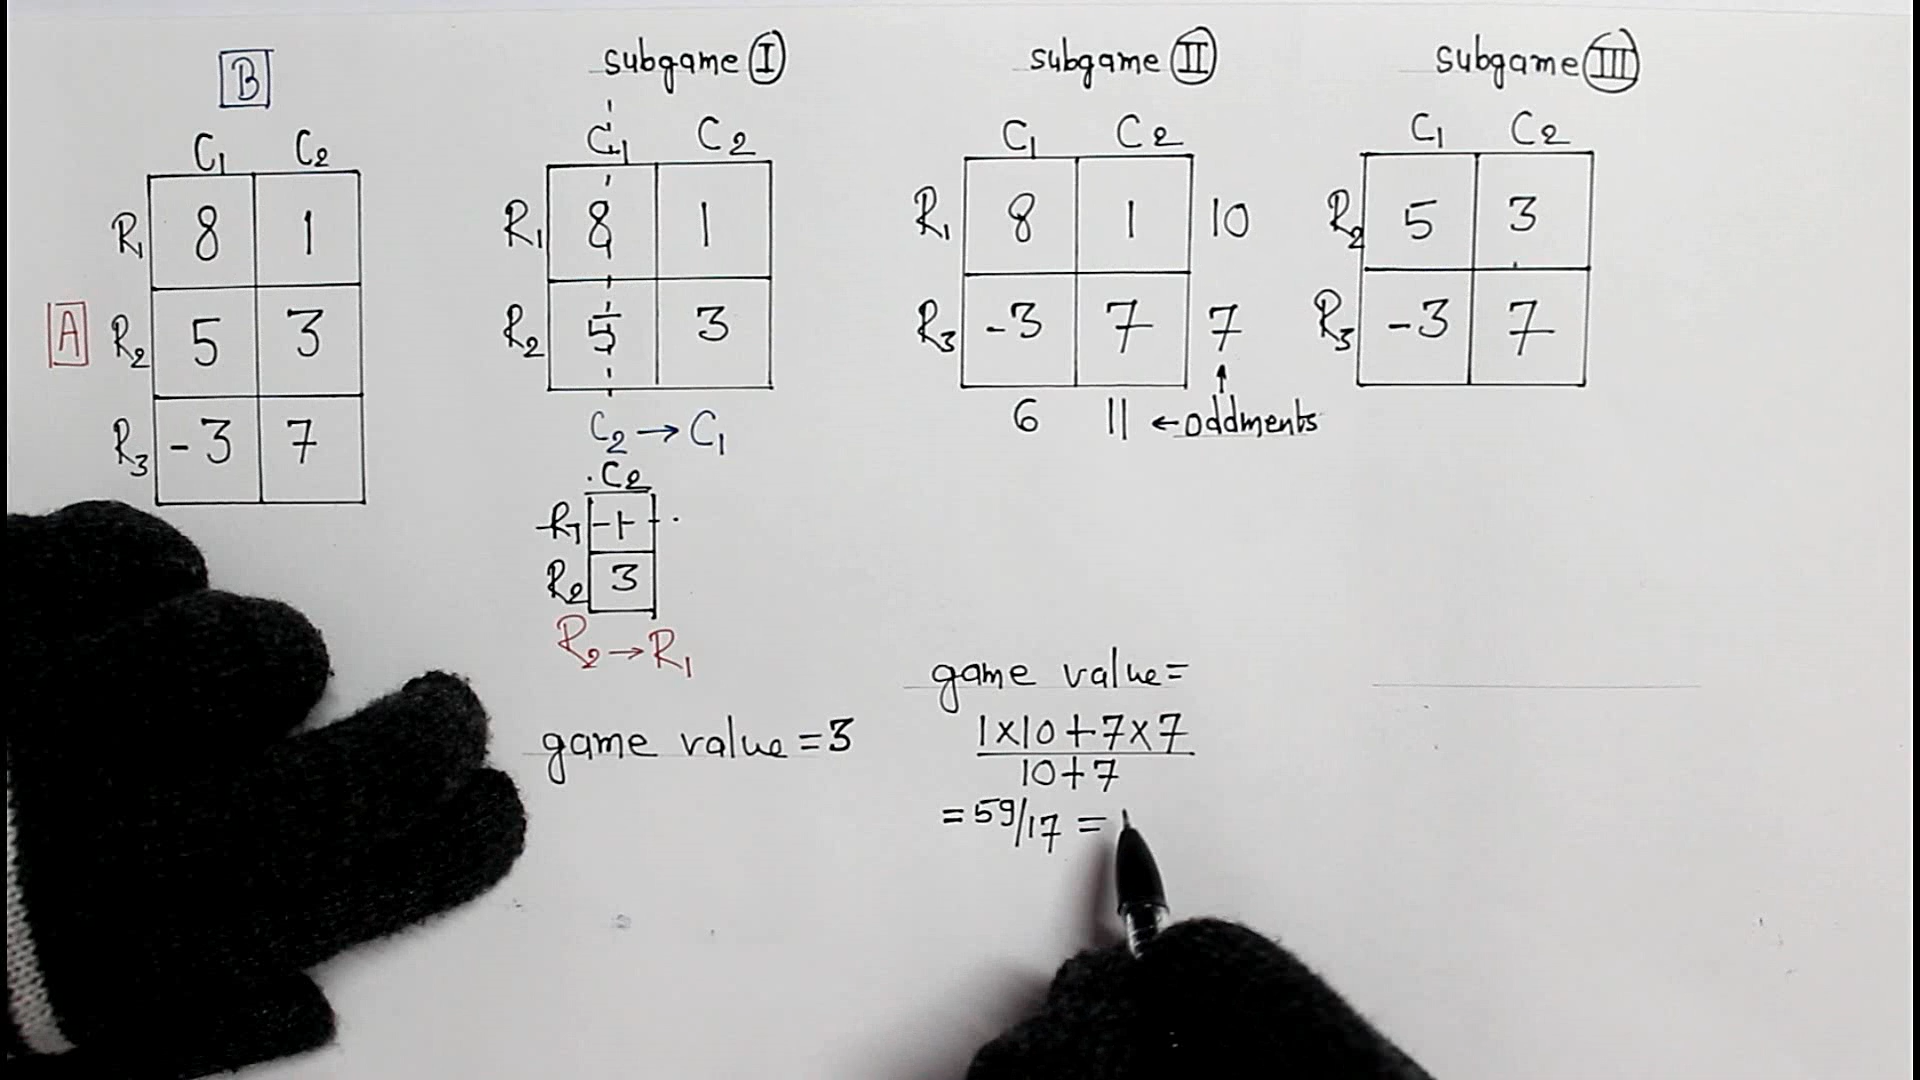 B
C1 C2
R1 8 1
A R2 5 3
R3 -3 7
subgame I
C1 C2
R1 8 1
R2 5 3
C2 → C1
C2
R1 1
R2 3
R2 → R1
game value = 3
subgame II
C1 C2
R1 8 1 10
R3 -3 7 7
6 11 ← oddments
game value =
1×10+7×7
10+7
= 59/17 =
subgame III
C1 C2
R2 5 3
R3 -3 7